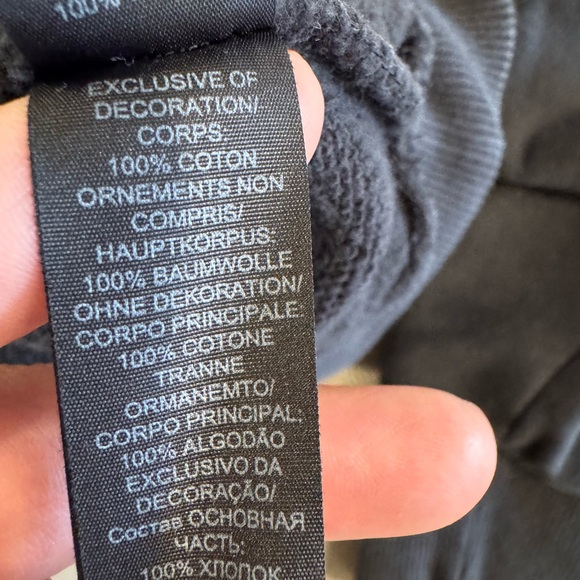 100%
EXCLUSIVE OF
DECORATION/
CORPS:
100% COTON
ORNEMENTS NON
COMPRIS/
HAUPTKORPUS:
100% BAUMWOLLE
OHNE DEKORATION/
CORPO PRINCIPALE:
100% COTONE
TRANNE
ORMANEMTO/
CORPO PRINCIPAL:
100% ALGODÃO
EXCLUSIVO DA
DECORAÇÃO/
Состав ОСНОВНАЯ
ЧАСТЬ:
100% ХЛОПОК